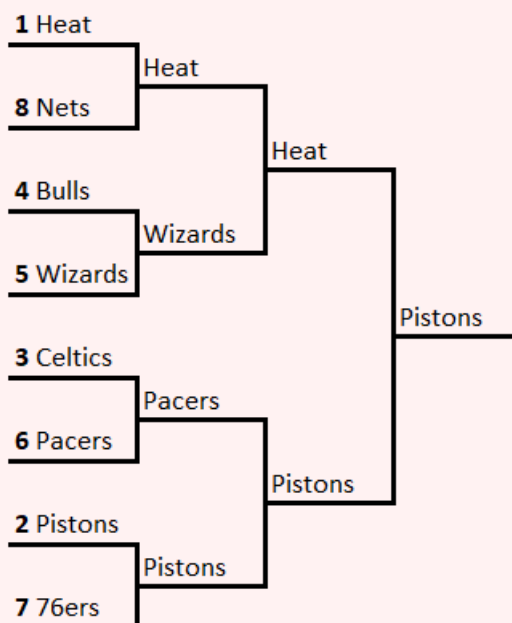 1 Heat
Heat
8 Nets
Heat
4 Bulls
Wizards
5 Wizards
Pistons
3 Celtics
Pacers
6 Pacers
Pistons
2 Pistons
Pistons
7 76ers